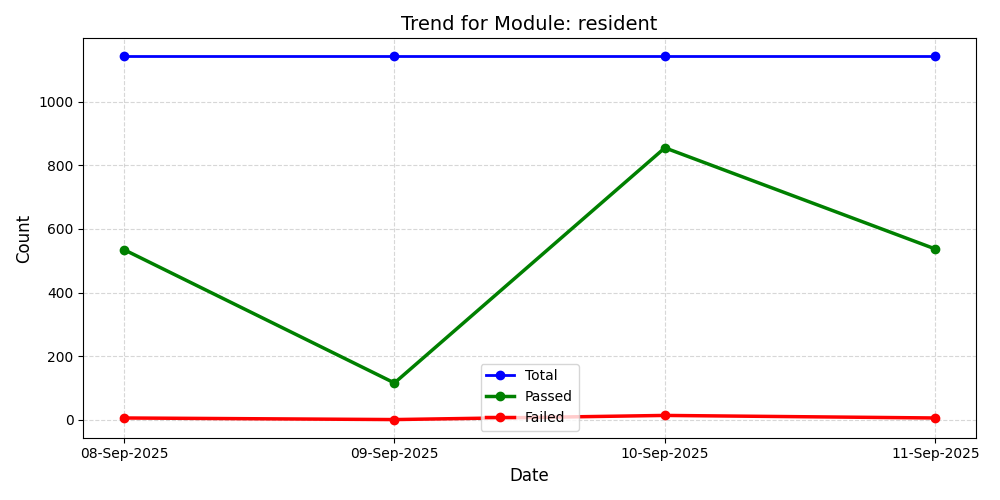 Trend for Module: resident
Count
1000
800
600
400
200
0
Total
Passed
Failed
08-Sep-2025
09-Sep-2025
10-Sep-2025
11-Sep-2025
Date